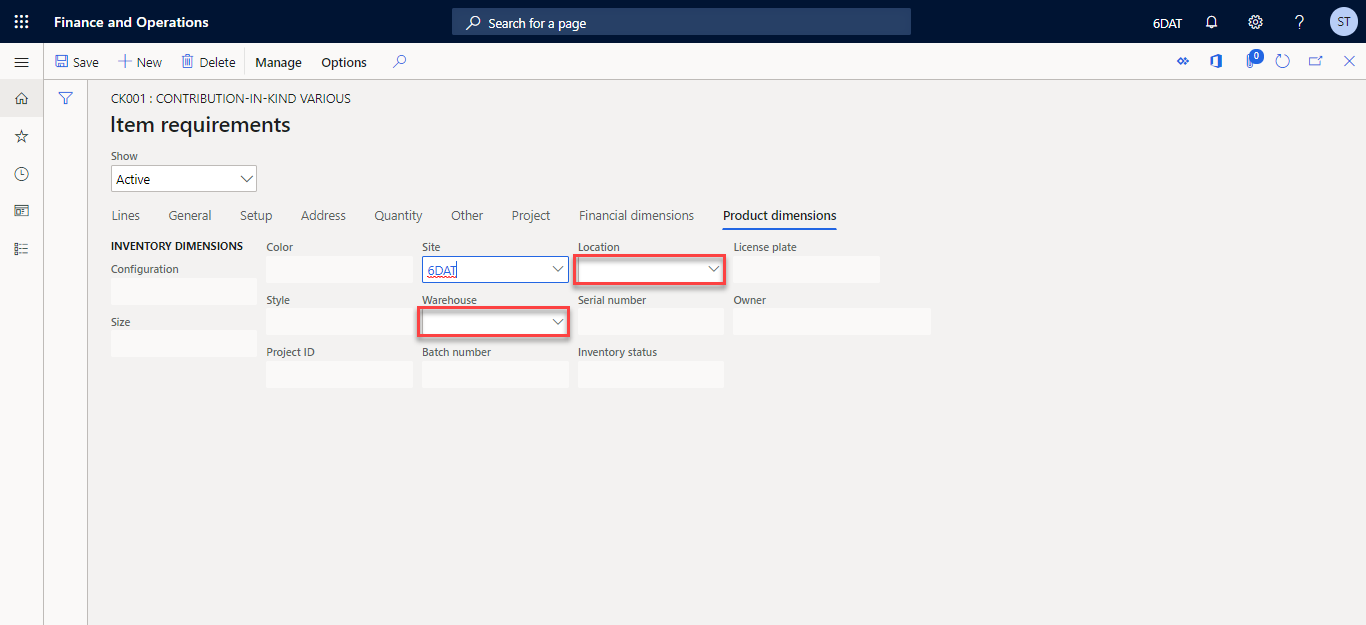 Finance and Operations
Search for a page
6DAT
?
ST
Save
New
Delete
Manage
Options
0
CK001 : CONTRIBUTION-IN-KIND VARIOUS
Item requirements
Show
Active
Lines General Setup Address Quantity Other Project Financial dimensions Product dimensions
INVENTORY DIMENSIONS
Configuration
Size
Color
Style
Project ID
Site
6DAT
Warehouse
Batch number
Location
Serial number
Inventory status
License plate
Owner